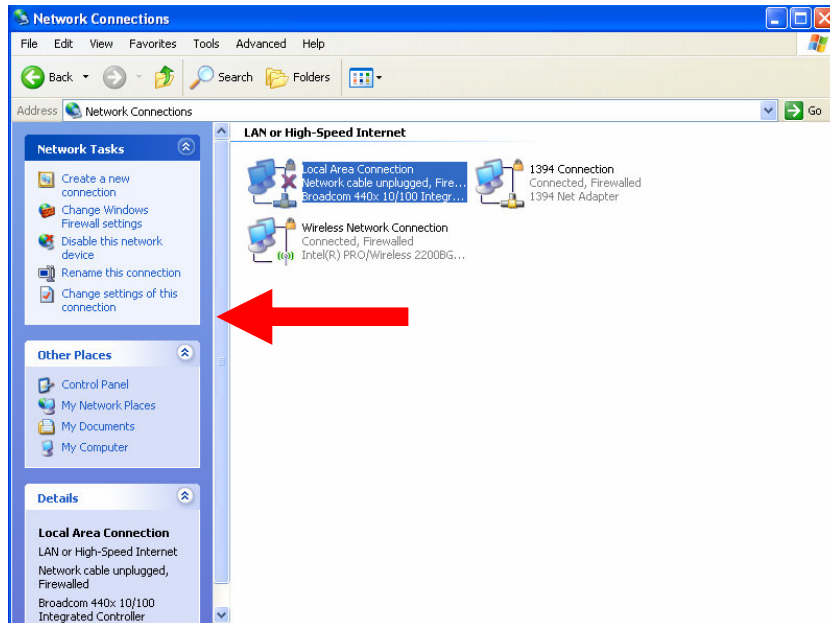 Network Connections
File Edit View Favorites Tools Advanced Help
Back Search Folders
Address Network Connections Go
Network Tasks
Create a new
connection
Change Windows
Firewall settings
Disable this network
device
Rename this connection
Change settings of this
connection
Other Places
Control Panel
My Network Places
My Documents
My Computer
Details
Local Area Connection
LAN or High-Speed Internet
Network cable unplugged,
Firewalled
Broadcom 440x 10/100
Integrated Controller
LAN or High-Speed Internet
Local Area Connection
Network cable unplugged, Fire...
Broadcom 440x 10/100 Integr...
1394 Connection
Connected, Firewalled
1394 Net Adapter
Wireless Network Connection
Connected, Firewalled
Intel(R) PRO/Wireless 2200BG...